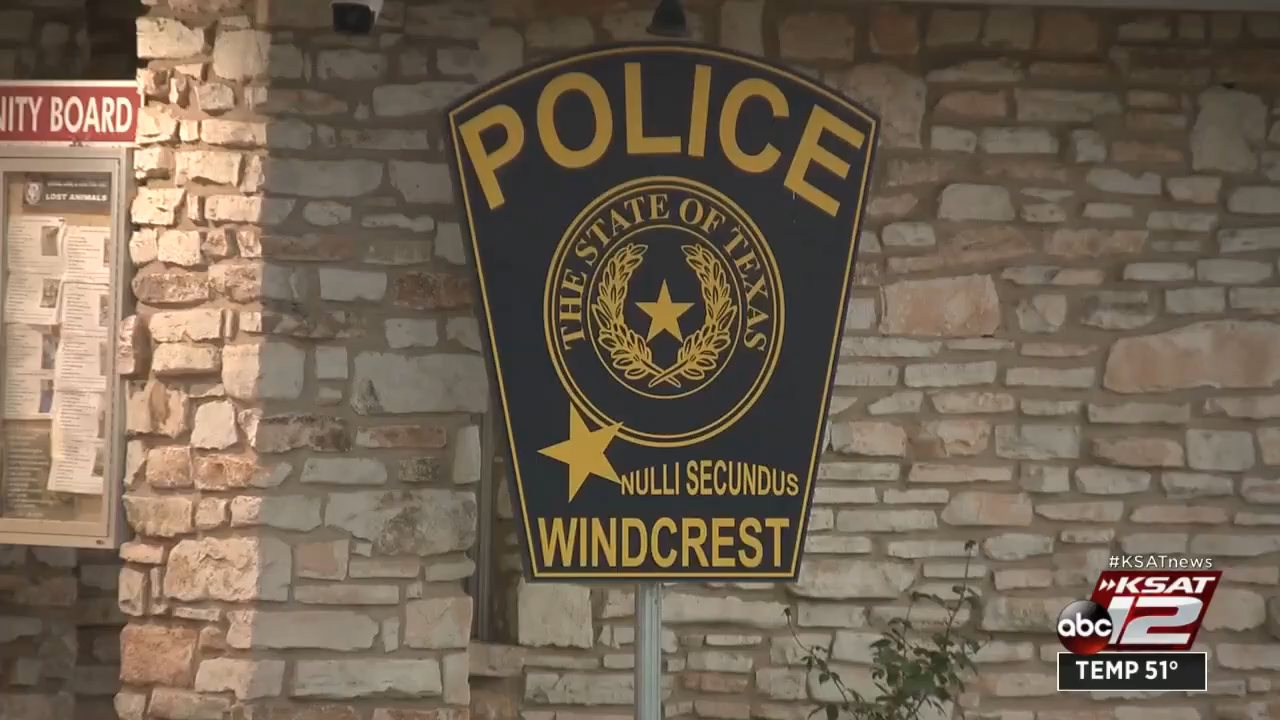 NITY BOARD
LOST ANIMALS
POLICE
THE STATE OF TEXAS
NULLI SECUNDUS
WINDCREST
#KSATnews
KSAT
abc 12
TEMP 51°